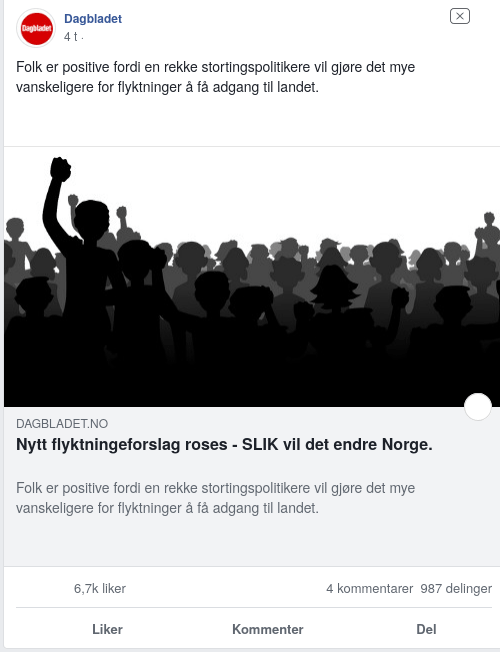 Dagbladet
Dagbladet
4 t ·
Folk er positive fordi en rekke stortingspolitikere vil gjøre det mye
vanskeligere for flyktninger å få adgang til landet.
DAGBLADET.NO
Nytt flyktningeforslag roses - SLIK vil det endre Norge.
Folk er positive fordi en rekke stortingspolitikere vil gjøre det mye
vanskeligere for flyktninger å få adgang til landet.
6,7k liker 4 kommentarer 987 delinger
Liker Kommenter Del